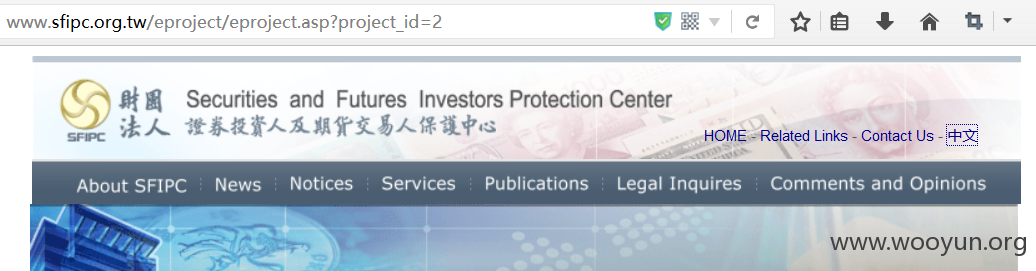 www.sfipc.org.tw/eproject/eproject.asp?project_id=2
SFIPC
財團法人
Securities and Futures Investors Protection Center
證券投資人及期貨交易人保護中心
HOME - Related Links - Contact Us - 中文
About SFIPC News Notices Services Publications Legal Inquires Comments and Opinions
www.wooyun.org